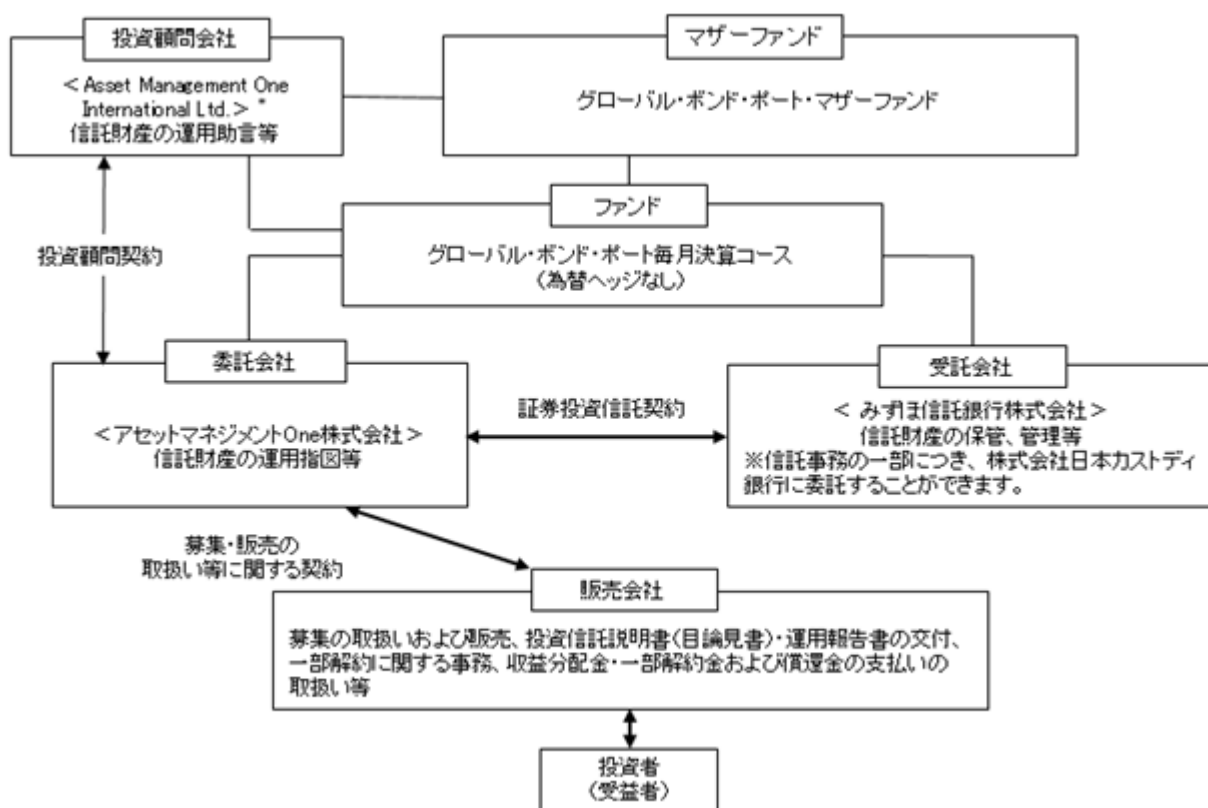 投資顧問会社
＜Asset Management One
International Ltd.＞*
信託財産の運用助言等
マザーファンド
グローバル・ボンド・ポート・マザーファンド
ファンド
グローバル・ボンド・ポート毎月決算コース
（為替ヘッジなし）
投資顧問契約
委託会社
＜アセットマネジメントOne株式会社＞
信託財産の運用指図等
証券投資信託契約
受託会社
＜ みずほ信託銀行株式会社＞
信託財産の保管、管理等
※信託事務の一部につき、株式会社日本カストディ
銀行に委託することができます。
募集・販売の
取扱い等に関する契約
販売会社
募集の取扱いおよび販売、投資信託説明書（目論見書）・運用報告書の交付、
一部解約に関する事務、収益分配金・一部解約金および償還金の支払いの
取扱い等
投資者
（受益者）